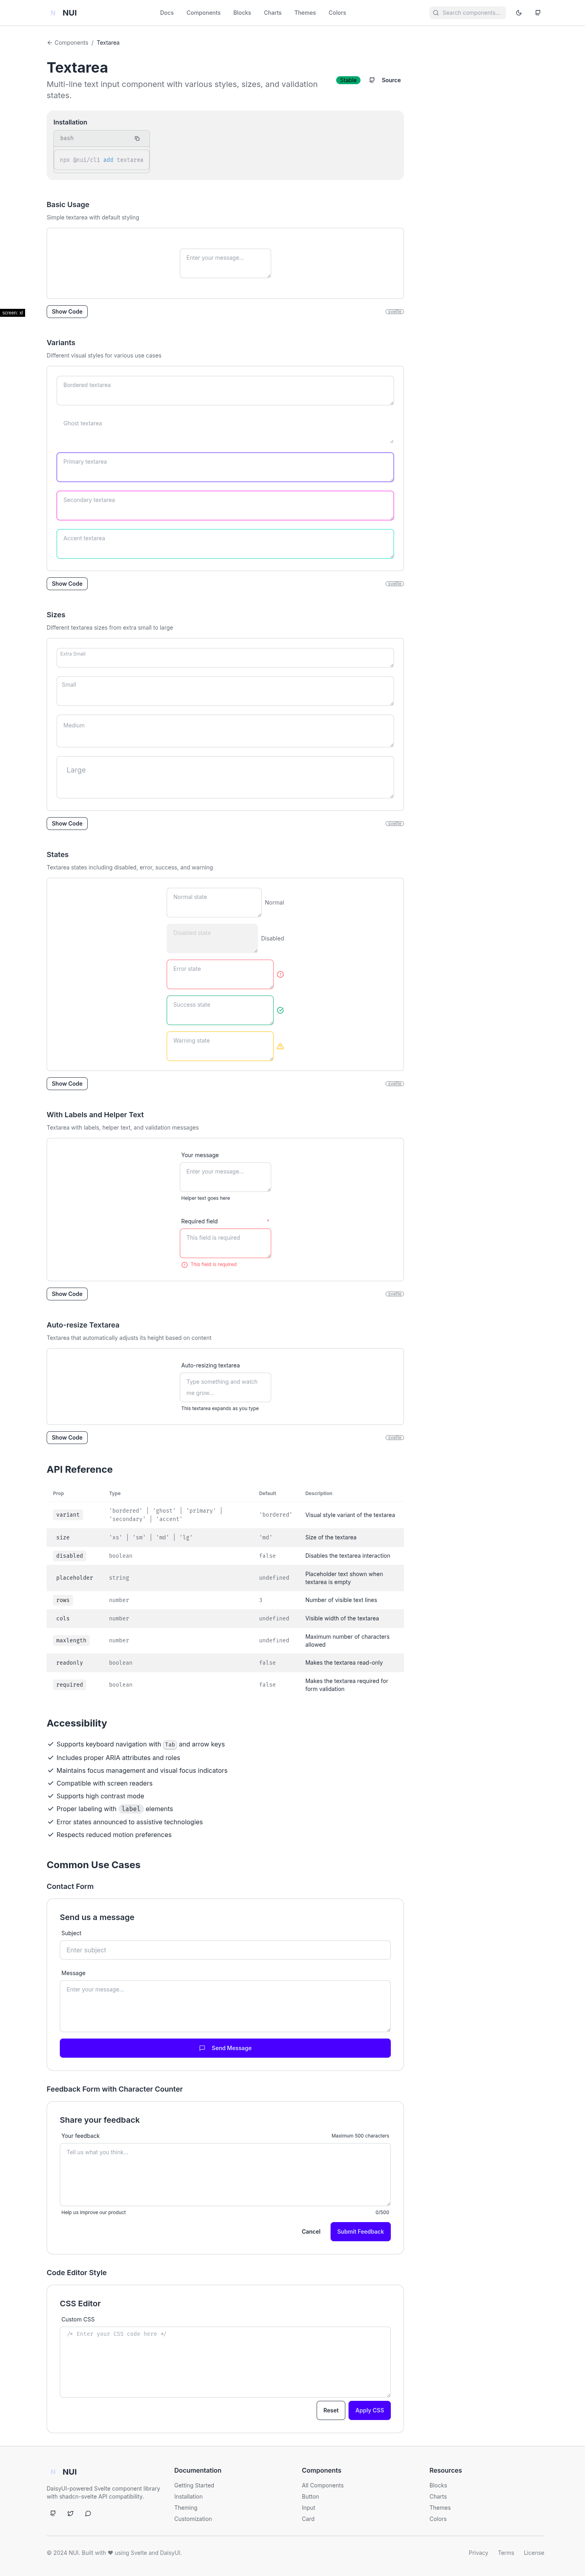 N NUI Docs Components Blocks Charts Themes Colors Search components...
Components / Textarea
Textarea
Multi-line text input component with various styles, sizes, and validation
states.
Stable Source
Installation
bash
npx @nui/cli add textarea
Basic Usage
Simple textarea with default styling
Enter your message...
Show Code svelte
screen: xl
Variants
Different visual styles for various use cases
Bordered textarea
Ghost textarea
Primary textarea
Secondary textarea
Accent textarea
Show Code svelte
Sizes
Different textarea sizes from extra small to large
Extra Small
Small
Medium
Large
Show Code svelte
States
Textarea states including disabled, error, success, and warning
Normal state Normal
Disabled state Disabled
Error state
Success state
Warning state
Show Code svelte
With Labels and Helper Text
Textarea with labels, helper text, and validation messages
Your message
Enter your message...
Helper text goes here
Required field *
This field is required
This field is required
Show Code svelte
Auto-resize Textarea
Textarea that automatically adjusts its height based on content
Auto-resizing textarea
Type something and watch
me grow...
This textarea expands as you type
Show Code svelte
API Reference
Prop Type Default Description
variant 'bordered' | 'ghost' | 'primary' | 'secondary' | 'accent' 'bordered' Visual style variant of the textarea
size 'xs' | 'sm' | 'md' | 'lg' 'md' Size of the textarea
disabled boolean false Disables the textarea interaction
placeholder string undefined Placeholder text shown when
textarea is empty
rows number 3 Number of visible text lines
cols number undefined Visible width of the textarea
maxlength number undefined Maximum number of characters
allowed
readonly boolean false Makes the textarea read-only
required boolean false Makes the textarea required for
form validation
Accessibility
Supports keyboard navigation with Tab and arrow keys
Includes proper ARIA attributes and roles
Maintains focus management and visual focus indicators
Compatible with screen readers
Supports high contrast mode
Proper labeling with label elements
Error states announced to assistive technologies
Respects reduced motion preferences
Common Use Cases
Contact Form
Send us a message
Subject
Enter subject
Message
Enter your message...
Send Message
Feedback Form with Character Counter
Share your feedback
Your feedback Maximum 500 characters
Tell us what you think...
Help us improve our product 0/500
Cancel Submit Feedback
Code Editor Style
CSS Editor
Custom CSS
/* Enter your CSS code here */
Reset Apply CSS
N NUI
DaisyUI-powered Svelte component library
with shadcn-svelte API compatibility.
Documentation
Getting Started
Installation
Theming
Customization
Components
All Components
Button
Input
Card
Resources
Blocks
Charts
Themes
Colors
© 2024 NUI. Built with ❤ using Svelte and DaisyUI.
Privacy Terms License